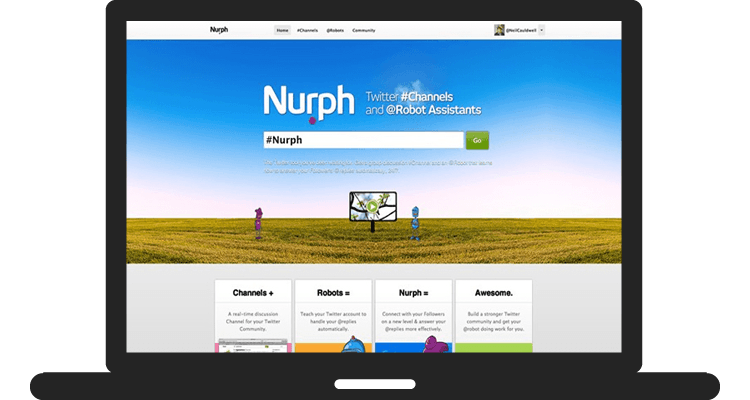 Nurph
Home
#Channels
@Robots
Community
@NeilCauldwell
Nurph
Twitter #Channels
and @Robot Assistants
#Nurph
Go
Channels +
A real-time discussion
Channel for your Twitter
Community.
Robots =
Teach your Twitter account to
handle your @replies
automatically.
Nurph =
Connect with your Followers
on a new level & answer your
@replies more effectively.
Awesome.
Build a stronger Twitter
community and get your
@robot doing work for you.